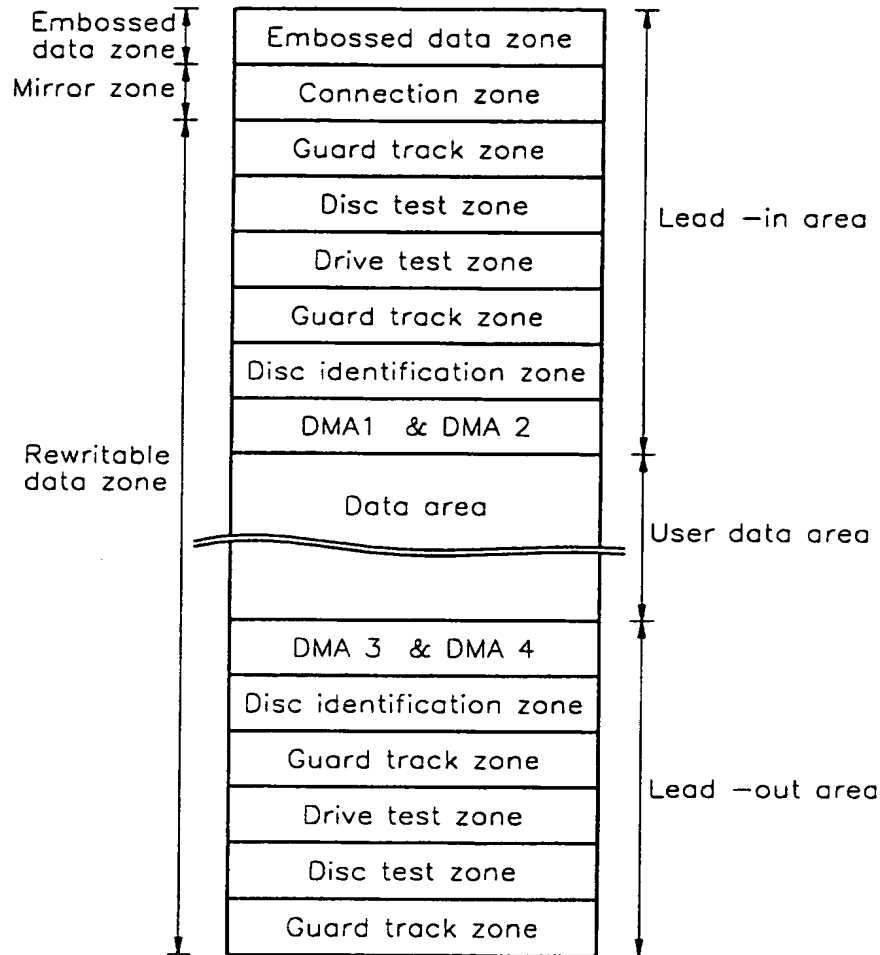 Embossed
data zone
Mirror zone
Rewritable
data zone
Embossed data zone
Connection zone
Guard track zone
Disc test zone
Drive test zone
Guard track zone
Disc identification zone
DMA1 & DMA 2
Data area
DMA 3 & DMA 4
Disc identification zone
Guard track zone
Drive test zone
Disc test zone
Guard track zone
Lead -in area
User data area
Lead -out area